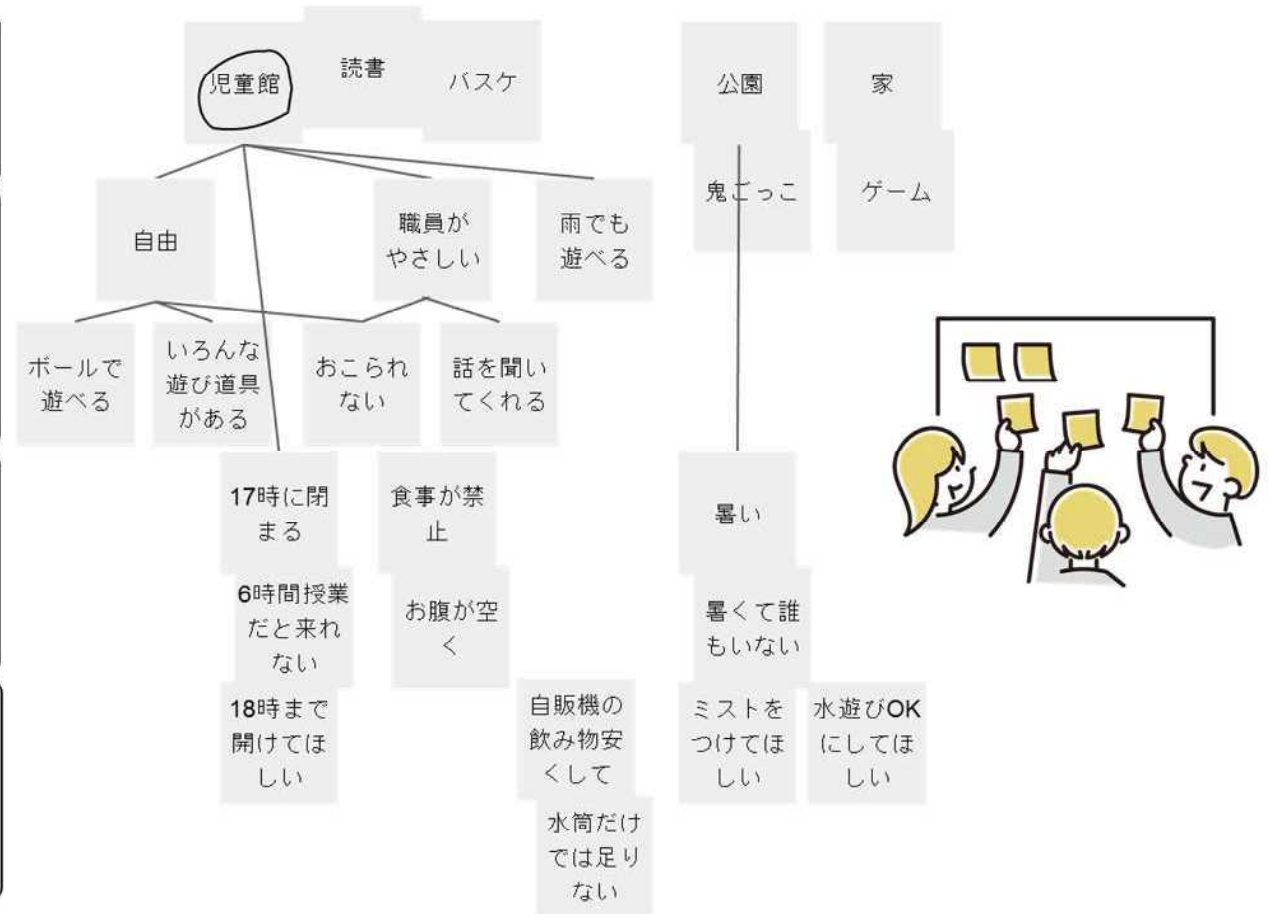 児童館
読書
バスケ
公園
家
鬼ごっこ
ゲーム
自由
職員が
やさしい
雨でも
遊べる
ボールで
遊べる
いろんな
遊び道具
がある
おこられ
ない
話を聞い
てくれる
17時に閉
まる
食事が禁
止
暑い
6時間授業
だと来れ
ない
お腹が空
く
暑くて誰
もいない
18時まで
開けてほ
しい
自販機の
飲み物安
くして
ミストを
つけてほ
しい
水遊びOK
にしてほ
しい
水筒だけ
では足り
ない